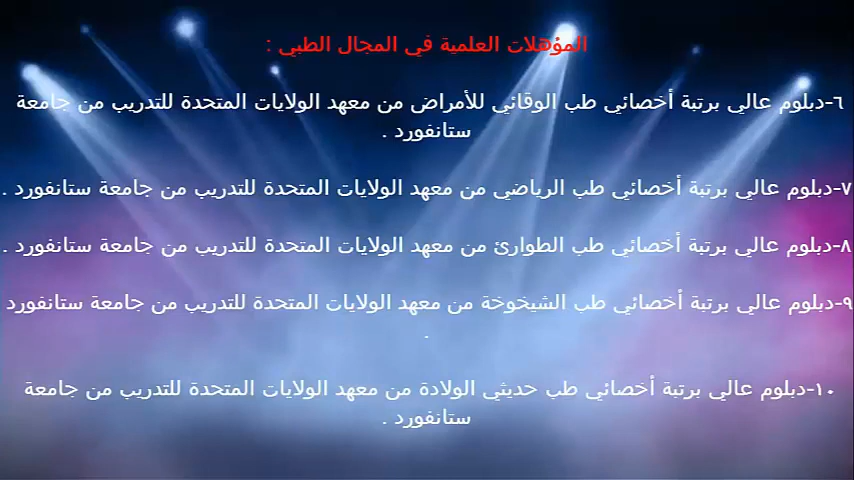 المؤهلات العلمية في المجال الطبي :
٦-دبلوم عالي برتبة أخصائي طب الوقائي للأمراض من معهد الولايات المتحدة للتدريب من جامعة
ستانفورد .
٧-دبلوم عالي برتبة أخصائي طب الرياضي من معهد الولايات المتحدة للتدريب من جامعة ستانفورد .
٨-دبلوم عالي برتبة أخصائي طب الطوارئ من معهد الولايات المتحدة للتدريب من جامعة ستانفورد .
٩-دبلوم عالي برتبة أخصائي طب الشيخوخة من معهد الولايات المتحدة للتدريب من جامعة ستانفورد
.
١٠-دبلوم عالي برتبة أخصائي طب حديثي الولادة من معهد الولايات المتحدة للتدريب من جامعة
ستانفورد .